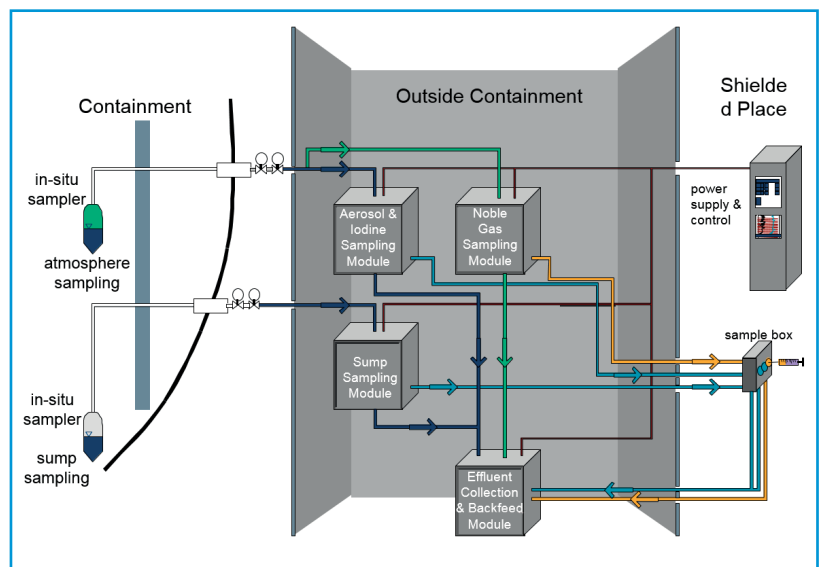 Containment
Outside Containment
Shielde
d Place
in-situ
sampler
atmosphere
sampling
Aerosol &
Iodine
Sampling
Module
Noble
Gas
Sampling
Module
power
supply &
control
sample box
in-situ
sampler
sump
sampling
Sump
Sampling
Module
Effluent
Collection
& Backfeed
Module